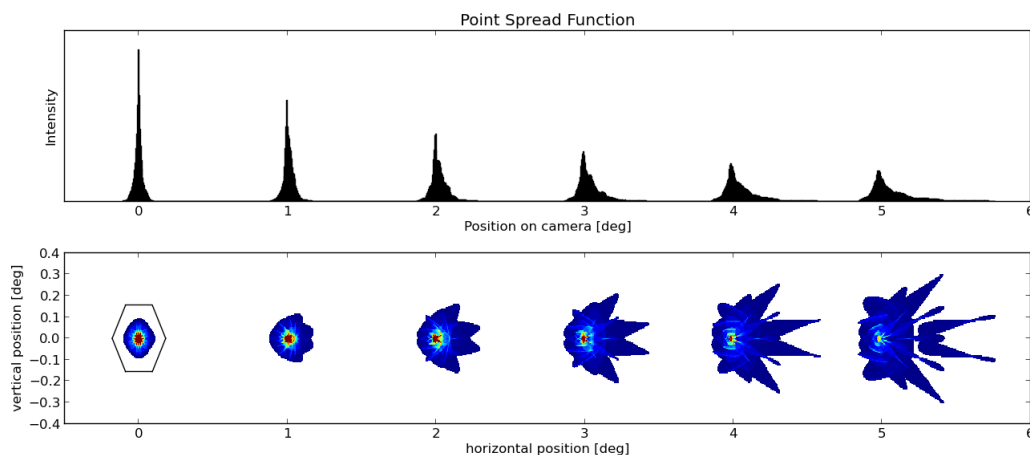 Point Spread Function
Intensity
0 1 2 3 4 5 6
Position on camera [deg]
vertical position [deg]
0.4
0.3
0.2
0.1
0.0
−0.1
−0.2
−0.3
−0.4
0 1 2 3 4 5 6
horizontal position [deg]